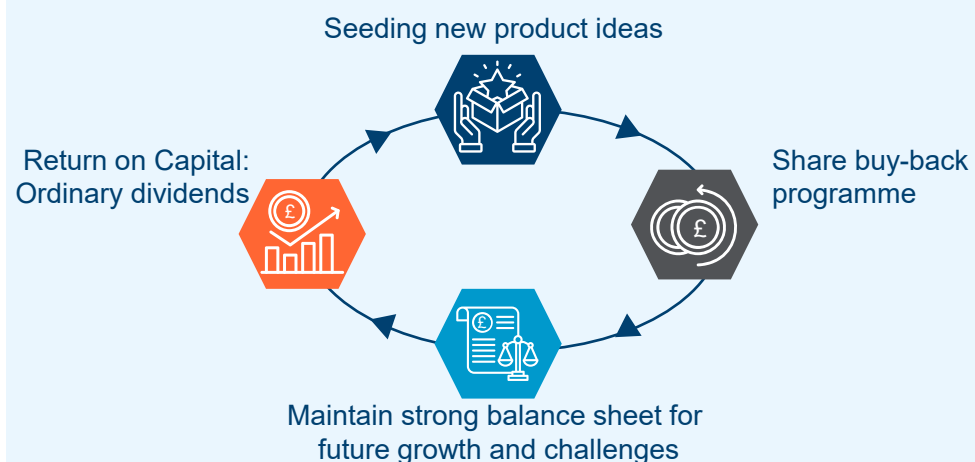 Seeding new product ideas
Return on Capital:
Ordinary dividends
£
Share buy-back
programme
£
£
Maintain strong balance sheet for
future growth and challenges